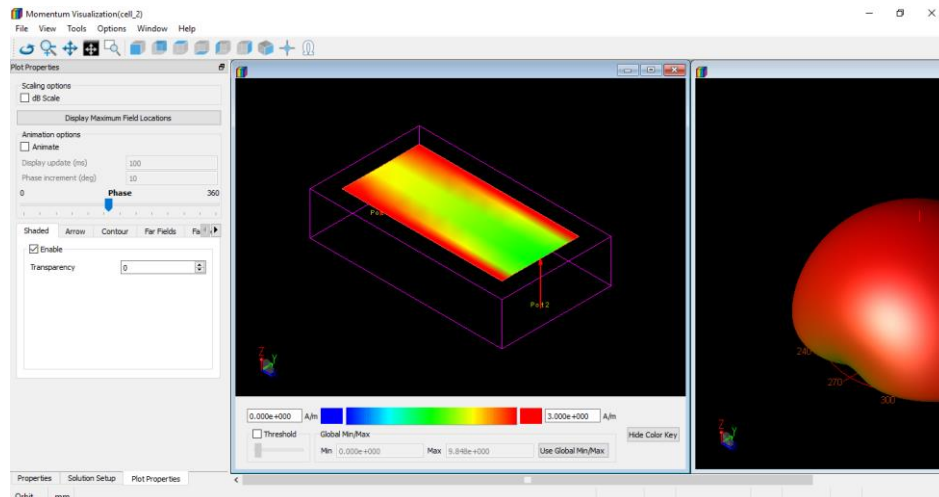 Momentum Visualization(cell_2)
File View Tools Options Window Help
Plot Properties
Scaling options
dB Scale
Display Maximum Field Locations
Animation options
Animate
Display update (ms) 100
Phase increment (deg) 10
0 Phase 360
Shaded Arrow Contour Far Fields Fa
Enable
Transparency 0
Properties Solution Setup Plot Properties
Orbit mm
Z
Y
0.000e+000 A/m 3.000e+000 A/m
Threshold Global Min/Max Hide Color Key
Min 0.000e+000 Max 9.848e+000 Use Global Min/Max
240
270
300
Z